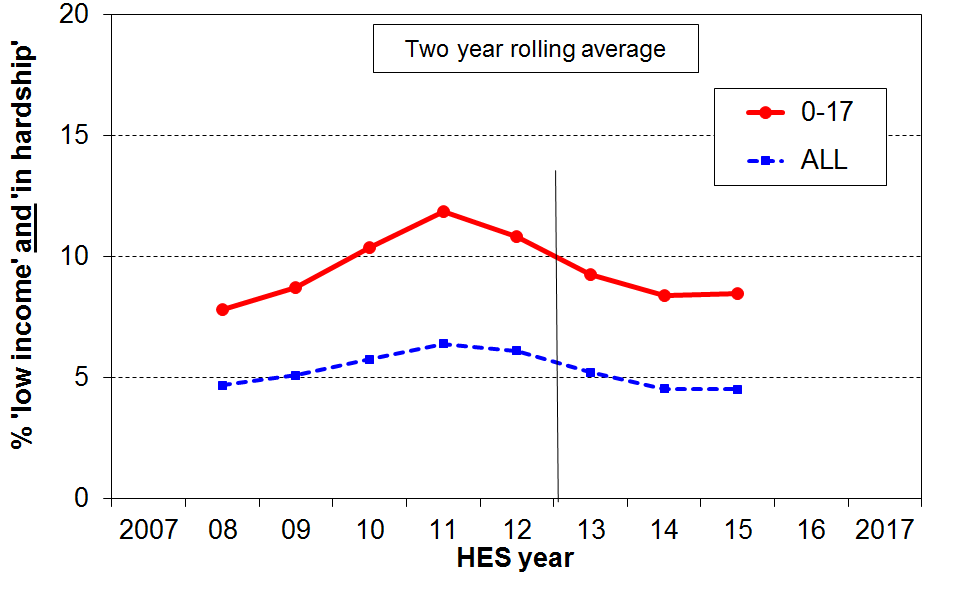 20
15
10
5
0
% 'low income' and 'in hardship'
Two year rolling average
0-17
ALL
2007 08 09 10 11 12 13 14 15 16 2017
HES year